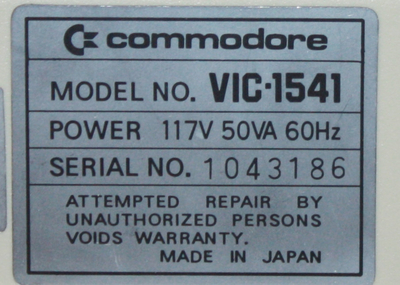 commodore
MODEL NO. VIC-1541
POWER 117V 50VA 60Hz
SERIAL NO. 1043186
ATTEMPTED REPAIR BY
UNAUTHORIZED PERSONS
VOIDS WARRANTY.
MADE IN JAPAN